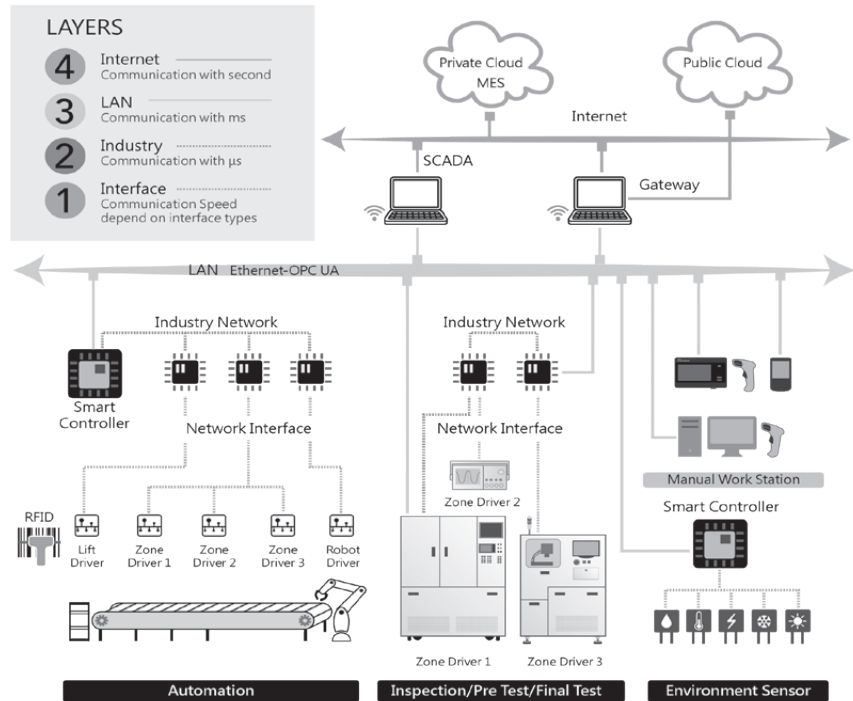 LAYERS
4
Internet
Communication with second
3
LAN
Communication with ms
2
Industry
Communication with µs
1
Interface
Communication Speed
depend on interface types
Private Cloud
MES
Public Cloud
Internet
SCADA
Gateway
LAN Ethernet-OPC UA
Industry Network
Smart
Controller
Network Interface
RFID
Lift
Driver
Zone
Driver 1
Zone
Driver 2
Zone
Driver 3
Robot
Driver
Automation
Industry Network
Network Interface
Zone Driver 2
Zone Driver 1
Zone Driver 3
Inspection/Pre Test/Final Test
Manual Work Station
Smart Controller
Environment Sensor